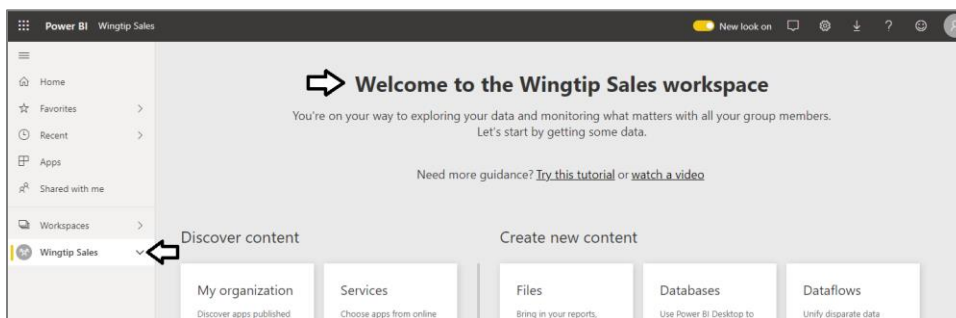 Power BI Wingtip Sales
New look on
?
Home
Favorites
Recent
Apps
Shared with me
Workspaces
Wingtip Sales
Welcome to the Wingtip Sales workspace
You're on your way to exploring your data and monitoring what matters with all your group members.
Let's start by getting some data.
Need more guidance? Try this tutorial or watch a video
Discover content
Create new content
My organization
Discover apps published
Services
Choose apps from online
Files
Bring in your reports,
Databases
Use Power BI Desktop to
Dataflows
Unify disparate data